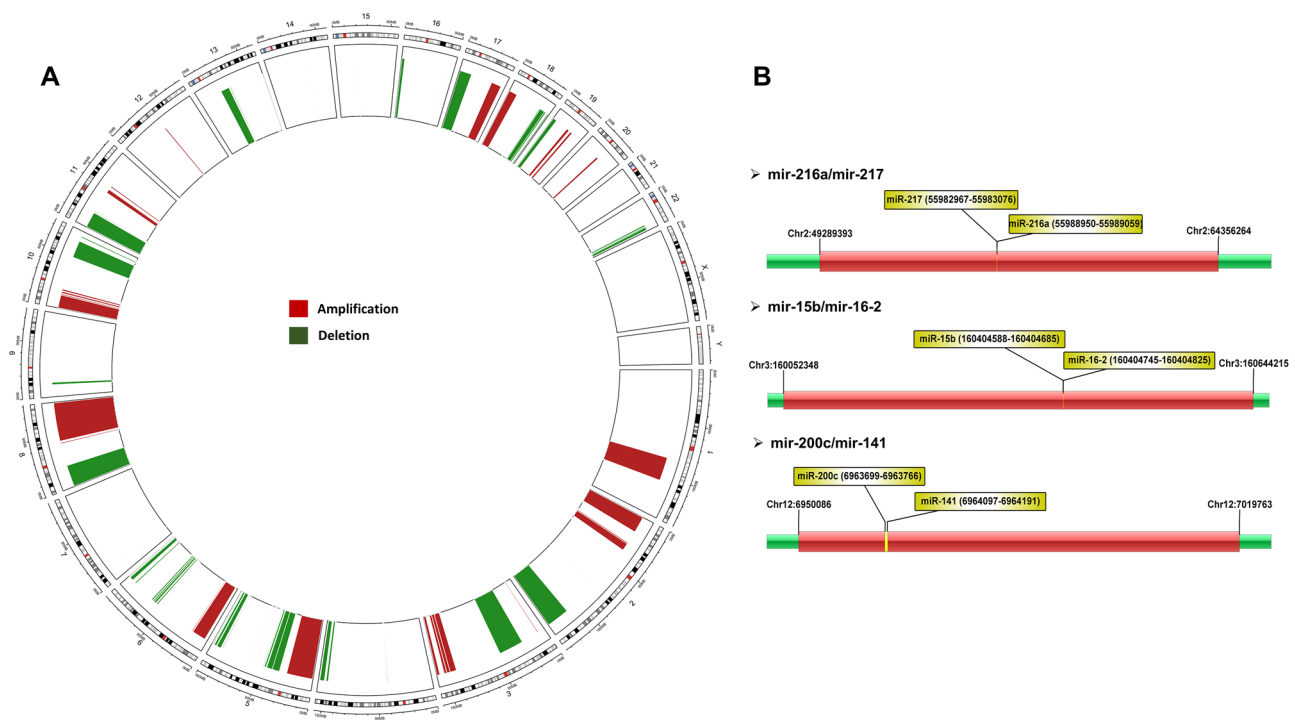 A
B
15
16
17
18
19
20
21
22
X
Y
1
2
3
5
6
7
8
9
10
11
12
13
14
Amplification
Deletion
➢ mir-216a/mir-217
miR-217 (55982967-55983076)
miR-216a (55988950-55989059)
Chr2:49289393
Chr2:64356264
➢ mir-15b/mir-16-2
miR-15b (160404588-160404685)
miR-16-2 (160404745-160404825)
Chr3:160052348
Chr3:160644215
➢ mir-200c/mir-141
miR-200c (6963699-6963766)
miR-141 (6964097-6964191)
Chr12:6950086
Chr12:7019763